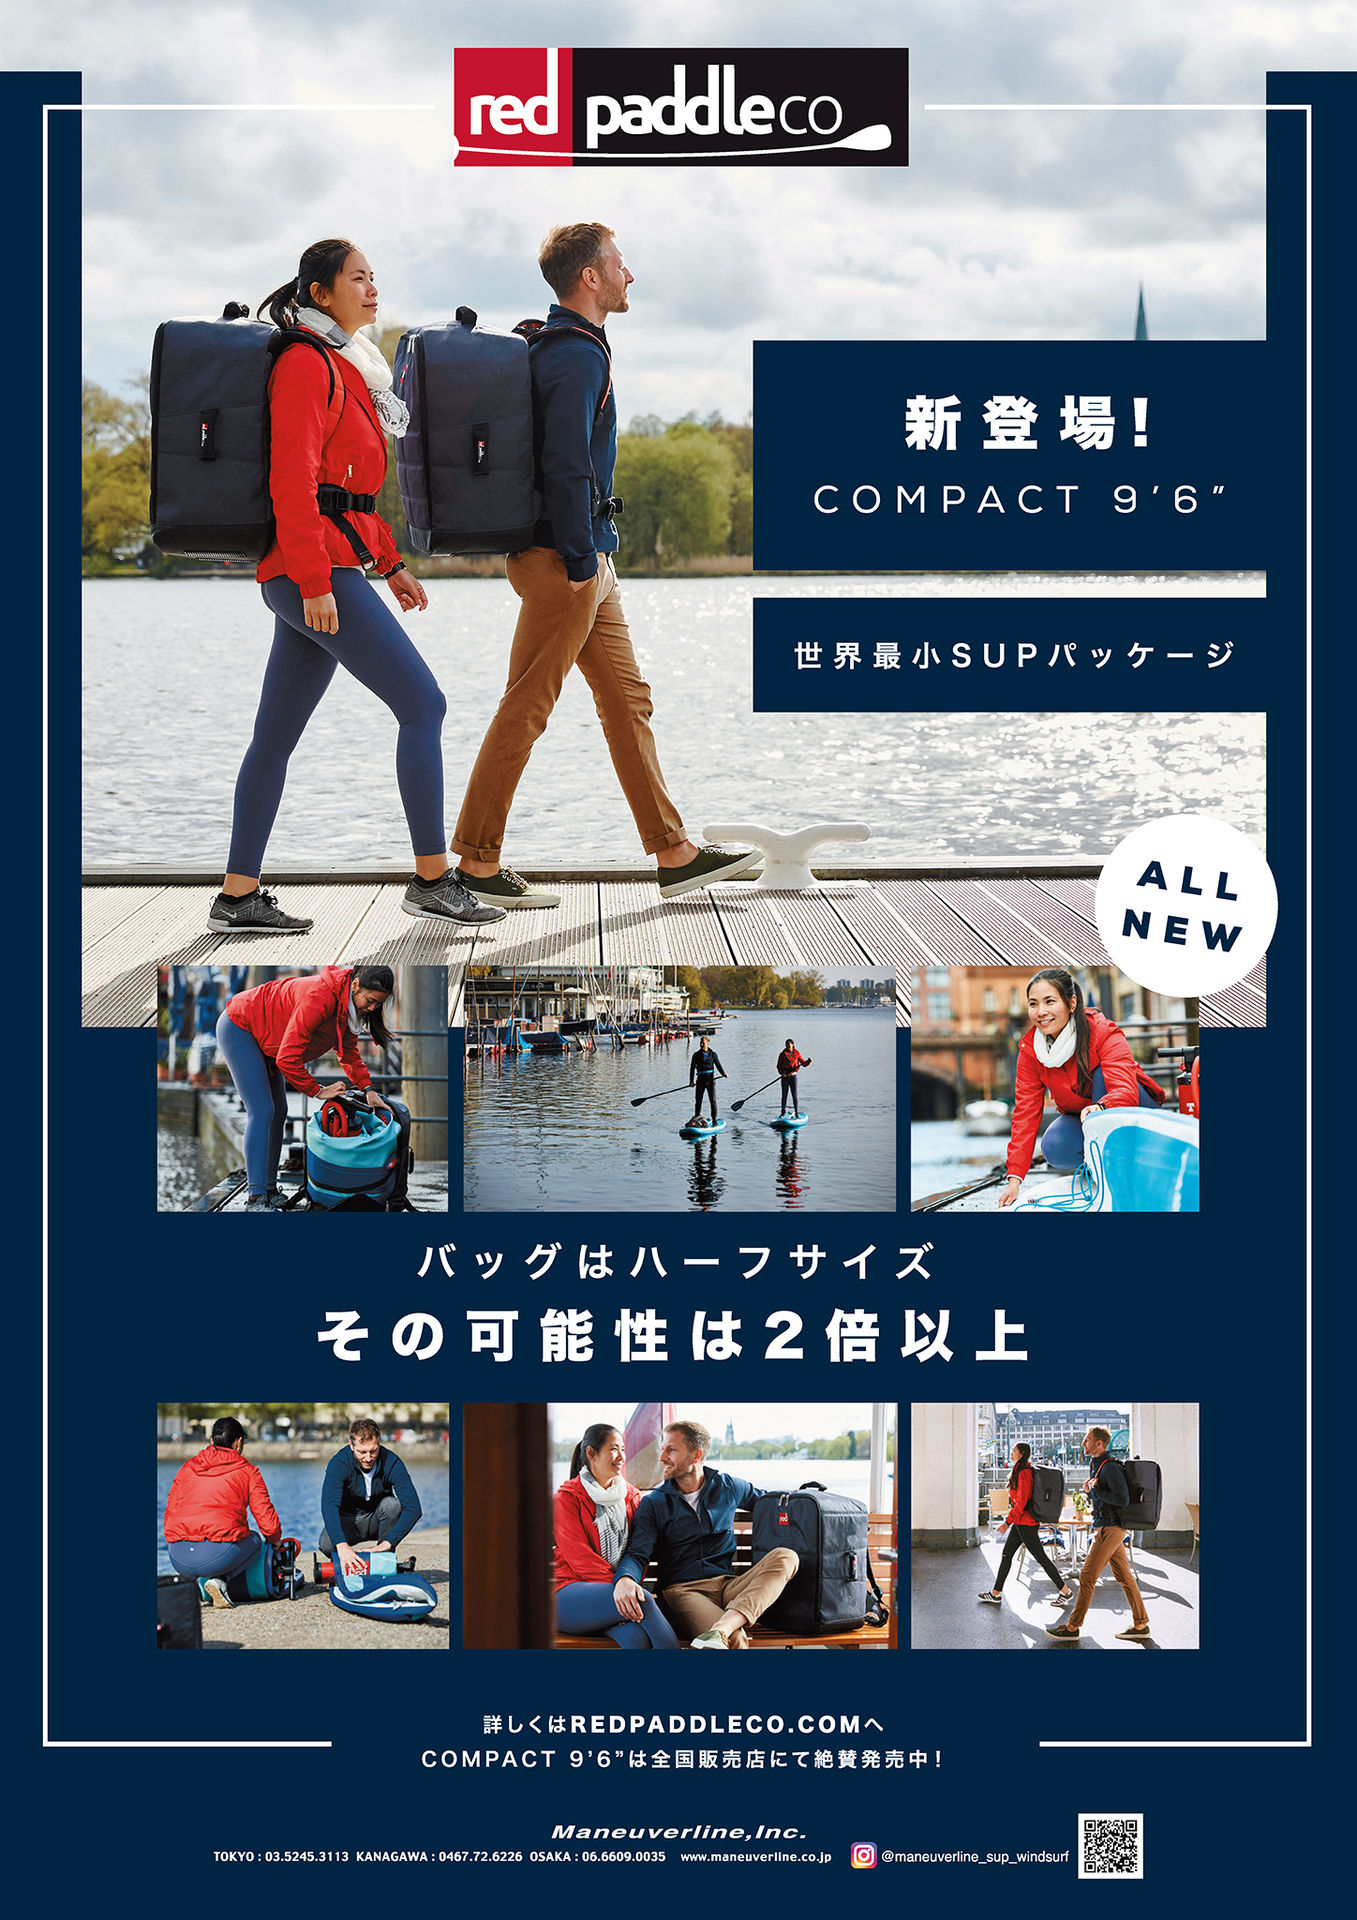 red paddleco
新登場!
COMPACT 9’6”
世界最小SUPパッケージ
ALL
NEW
バッグはハーフサイズ
その可能性は2倍以上
red
詳しくはREDPADDLECO.COMへ
COMPACT 9’6”は全国販売店にて絶賛発売中!
Maneuverline,Inc.
TOKYO : 03.5245.3113 KANAGAWA : 0467.72.6226 OSAKA : 06.6609.0035 www.maneuverline.co.jp @maneuverline_sup_windsurf